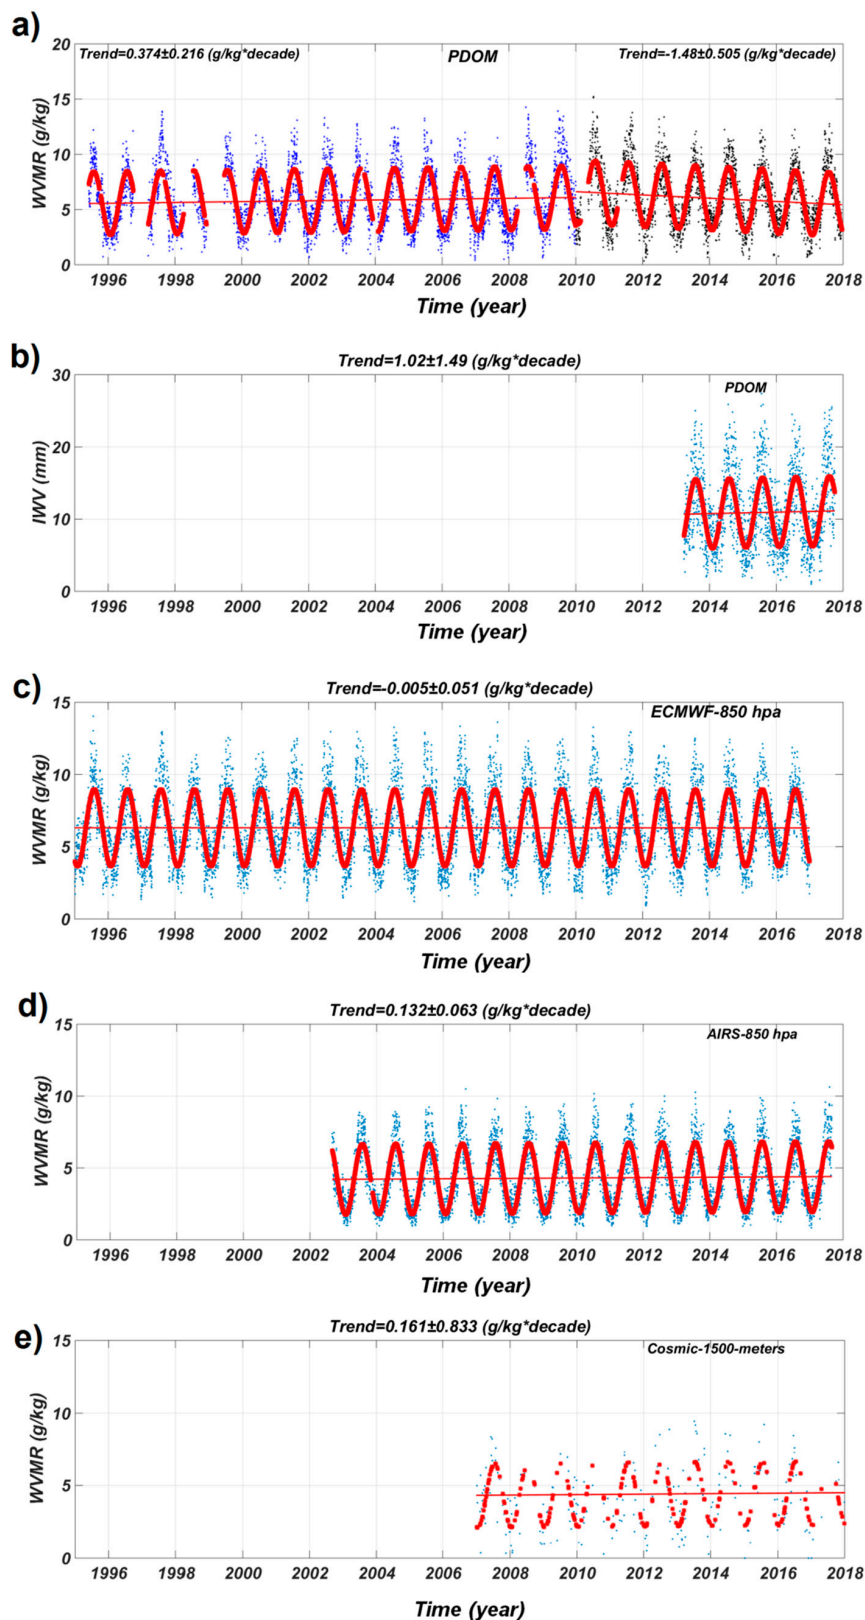 a)
Trend=0.374±0.216 (g/kg*decade) PDOM Trend=-1.48±0.505 (g/kg*decade)
WVMR (g/kg)
20
15
10
5
0
1996 1998 2000 2002 2004 2006 2008 2010 2012 2014 2016 2018
Time (year)
b)
Trend=1.02±1.49 (g/kg*decade)
PDOM
IWV (mm)
30
20
10
0
1996 1998 2000 2002 2004 2006 2008 2010 2012 2014 2016 2018
Time (year)
c)
Trend=-0.005±0.051 (g/kg*decade)
ECMWF-850 hpa
WVMR (g/kg)
15
10
5
0
1996 1998 2000 2002 2004 2006 2008 2010 2012 2014 2016 2018
Time (year)
d)
Trend=0.132±0.063 (g/kg*decade)
AIRS-850 hpa
WVMR (g/kg)
15
10
5
0
1996 1998 2000 2002 2004 2006 2008 2010 2012 2014 2016 2018
Time (year)
e)
Trend=0.161±0.833 (g/kg*decade)
Cosmic-1500-meters
WVMR (g/kg)
15
10
5
0
1996 1998 2000 2002 2004 2006 2008 2010 2012 2014 2016 2018
Time (year)